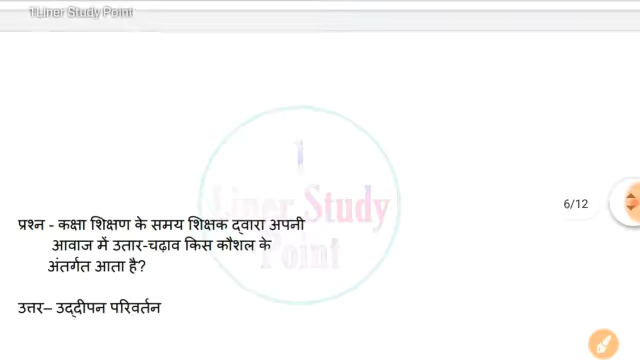 1Liner Study Point
1
Liner Study
Point
6/12
प्रश्न - कक्षा शिक्षण के समय शिक्षक द्वारा अपनी
आवाज में उतार-चढ़ाव किस कौशल के
अंतर्गत आता है?
उत्तर– उद्दीपन परिवर्तन